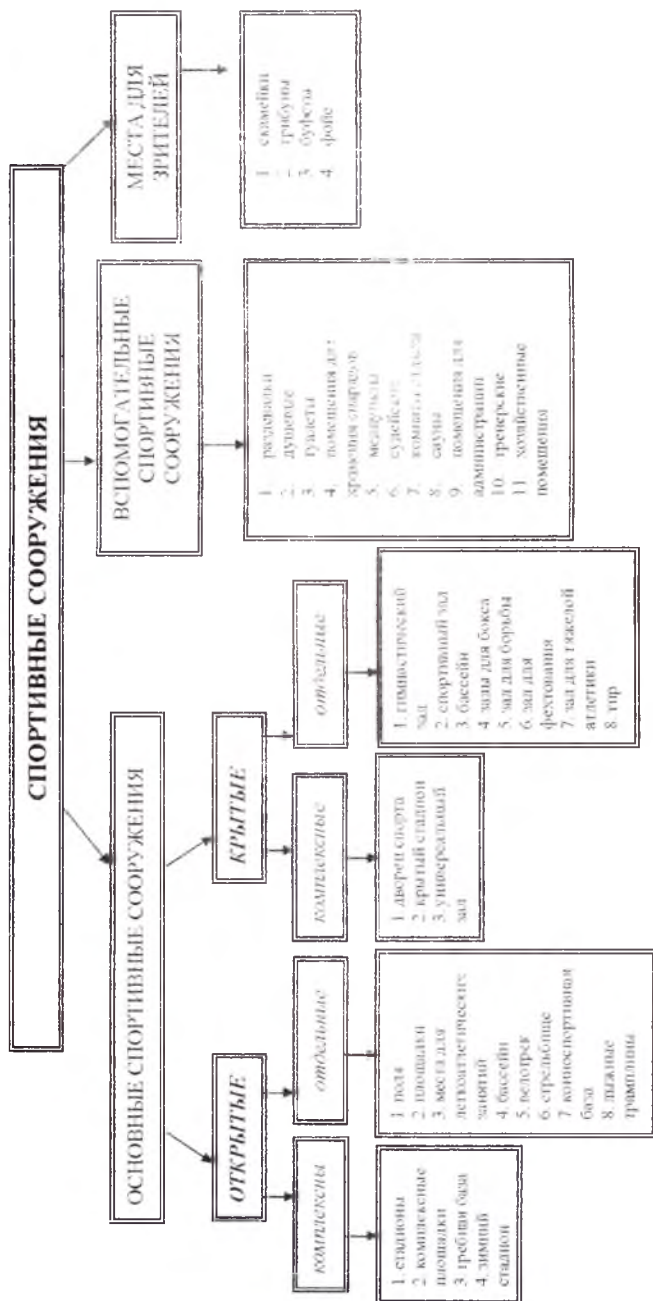 СПОРТИВНЫЕ СООРУЖЕНИЯ
ОСНОВНЫЕ СПОРТИВНЫЕ СООРУЖЕНИЯ
ОТКРЫТЫЕ
комплексны
1. стадионы
2. комплексные
площадки
3. гребная база
4. зимний
стадион
отдельные
1 поля
2. площадки
3. места для
легкоатлетических
занятий
4. бассейн
5. велотрек
6 стрельбище
7 конноспортивная
база
8. лыжные
трамплины
КРЫТЫЕ
комплексные
1 дворец спорта
2 крытый стадион
3. универсальный
зал
отдельные
1. гимнастический
зал
2. спортивный зал
3. бассейн
4 залы для бокса
5. зал для борьбы
6 зал для
фехтования
7. зал для тяжелой
атлетики
8. тир
ВСПОМОГАТЕЛЬНЫЕ
СПОРТИВНЫЕ
СООРУЖЕНИЯ
1 раздевалки
2. душевые
3 туалеты
4. помещения для
хранения снарядов
5. медпункты
6. судейские
7. комнаты отдыха
8. сауны
9. помещения для
администрации
10. тренерские
11 хозяйственные
помещения
МЕСТА ДЛЯ
ЗРИТЕЛЕЙ
1 скамейки
трибуны
3 буфета
4 фойе